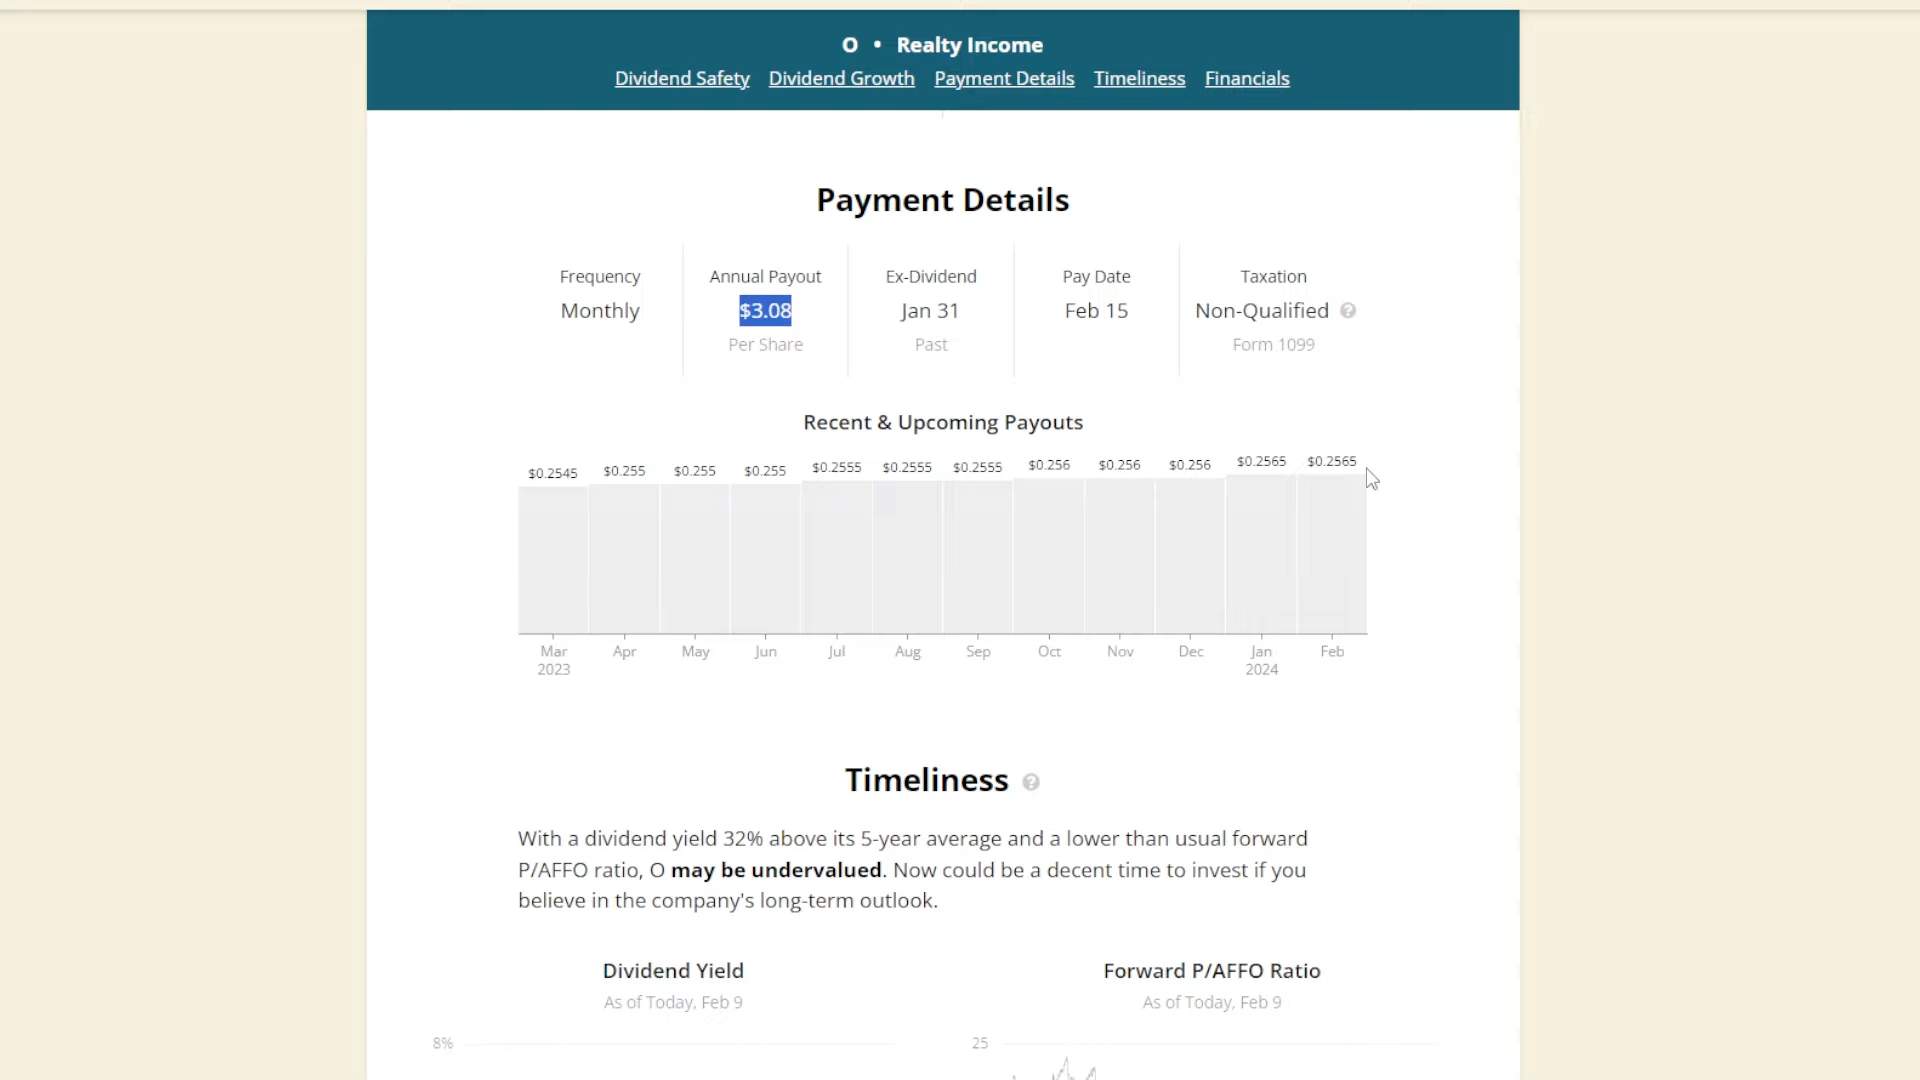 O • Realty Income
Dividend Safety Dividend Growth Payment Details Timeliness Financials
Payment Details
Frequency Annual Payout Ex-Dividend Pay Date Taxation
Monthly $3.08 Jan 31 Feb 15 Non-Qualified ?
Per Share Past Form 1099
Recent & Upcoming Payouts
$0.2545 $0.255 $0.255 $0.255 $0.2555 $0.2555 $0.2555 $0.256 $0.256 $0.256 $0.2565 $0.2565
Mar Apr May Jun Jul Aug Sep Oct Nov Dec Jan Feb
2023 2024
Timeliness ?
With a dividend yield 32% above its 5-year average and a lower than usual forward
P/AFFO ratio, O may be undervalued. Now could be a decent time to invest if you
believe in the company's long-term outlook.
Dividend Yield Forward P/AFFO Ratio
As of Today, Feb 9 As of Today, Feb 9
8% 25